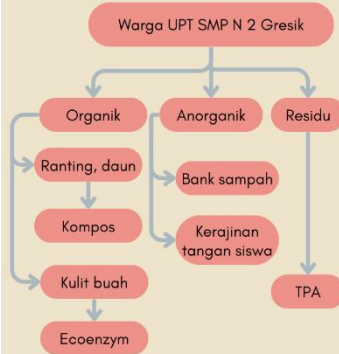 Warga UPT SMP N 2 Gresik
Organik
Anorganik
Residu
Ranting, daun
Bank sampah
Kompos
Kerajinan
tangan siswa
Kulit buah
TPA
Ecoenzym